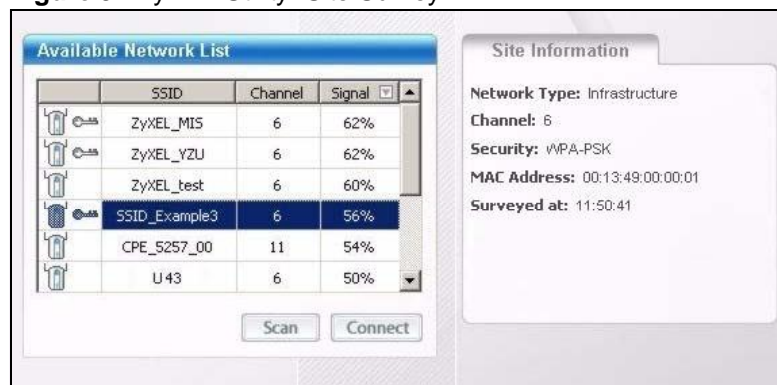 Available Network List
SSID Channel Signal
ZyXEL_MIS 6 62%
ZyXEL_YZU 6 62%
ZyXEL_test 6 60%
SSID_Example3 6 56%
CPE_5257_00 11 54%
U43 6 50%
Scan Connect
Site Information
Network Type: Infrastructure
Channel: 6
Security: WPA-PSK
MAC Address: 00:13:49:00:00:01
Surveyed at: 11:50:41